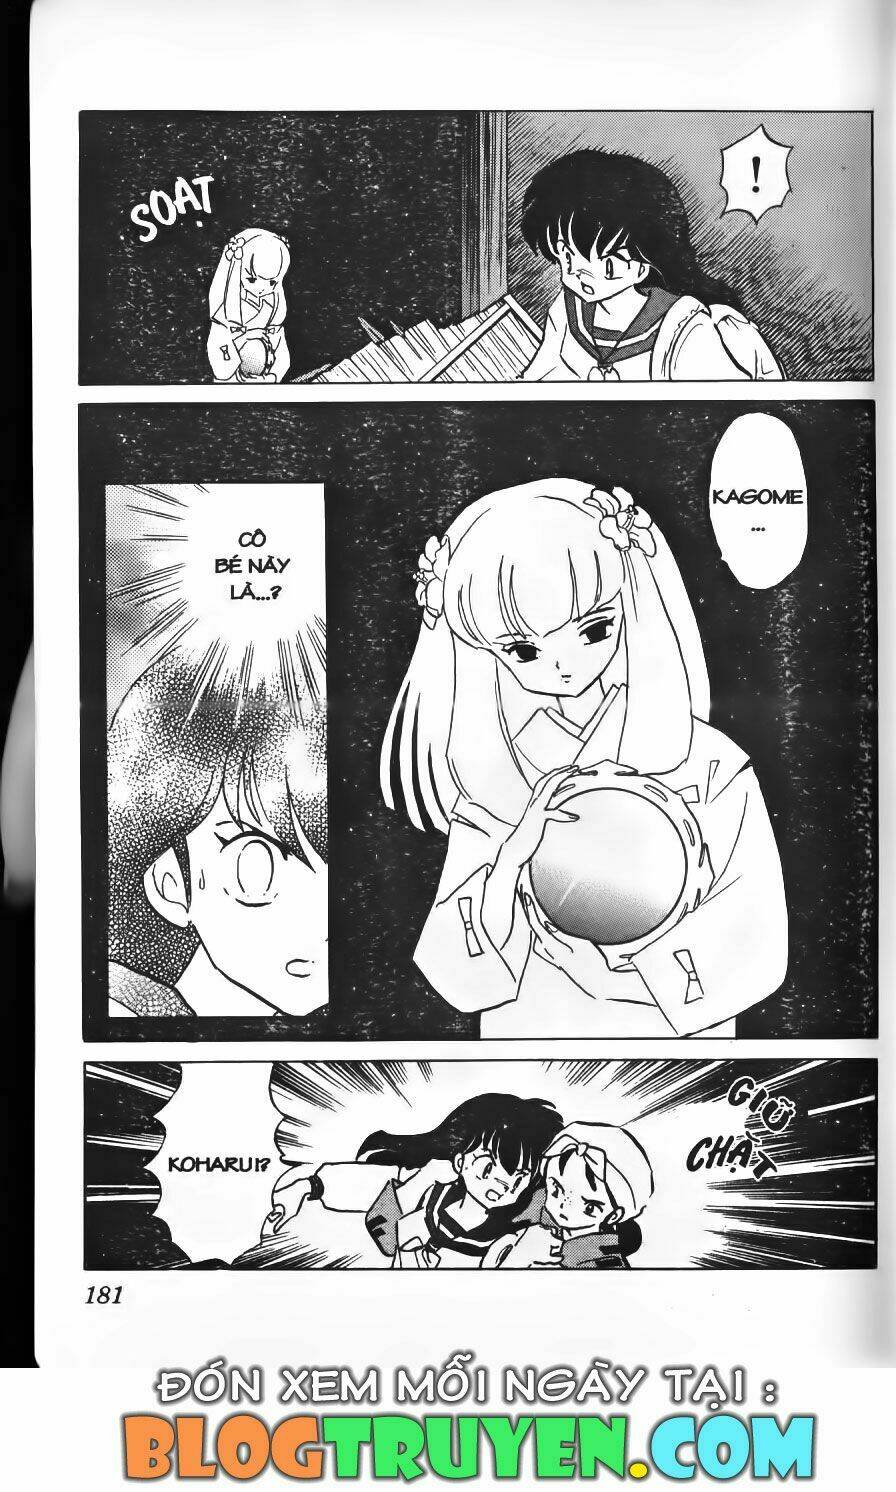 !
SOẠT
KAGOME
...
CÔ
BÉ NÀY
LÀ...?
GIỮ
CHẶT
KOHARU!?
181
ĐÓN XEM MỖI NGÀY TẠI :
BLOGTRUYEN.COM